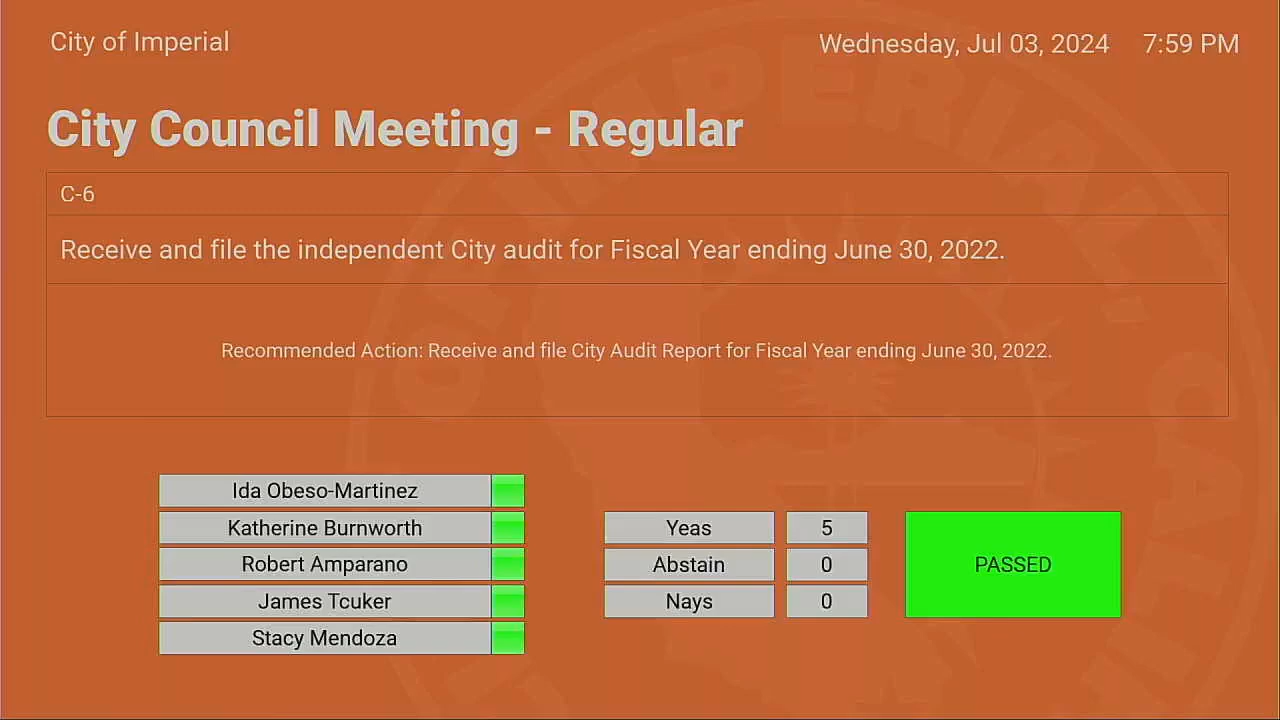 City of Imperial
Wednesday, Jul 03, 2024 7:59 PM
City Council Meeting - Regular
C-6
Receive and file the independent City audit for Fiscal Year ending June 30, 2022.
Recommended Action: Receive and file City Audit Report for Fiscal Year ending June 30, 2022.
Ida Obeso-Martinez
Katherine Burnworth
Robert Amparano
James Tcuker
Stacy Mendoza
Yeas 5
Abstain 0
Nays 0
PASSED
OF IMPERIAL, CALIF